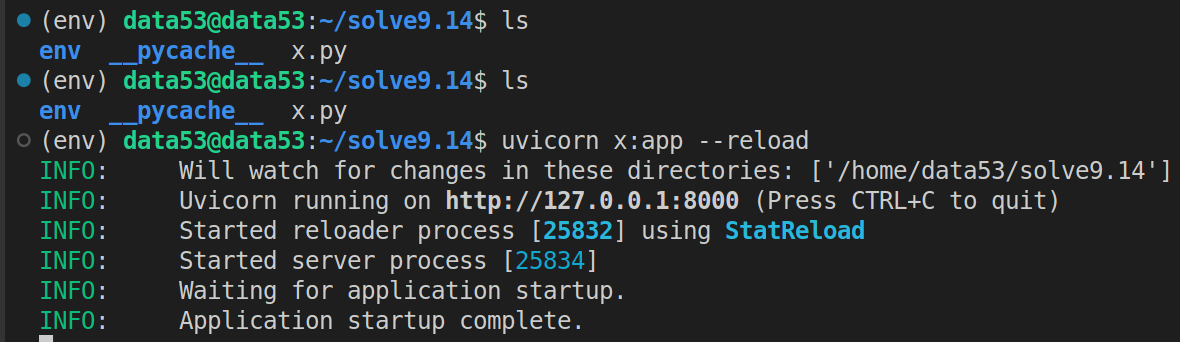 (env) data53@data53:~/solve9.14$ ls
env  __pycache__  x.py
(env) data53@data53:~/solve9.14$ ls
env  __pycache__  x.py
(env) data53@data53:~/solve9.14$ uvicorn x:app --reload
INFO:     Will watch for changes in these directories: ['/home/data53/solve9.14']
INFO:     Uvicorn running on http://127.0.0.1:8000 (Press CTRL+C to quit)
INFO:     Started reloader process [25832] using StatReload
INFO:     Started server process [25834]
INFO:     Waiting for application startup.
INFO:     Application startup complete.